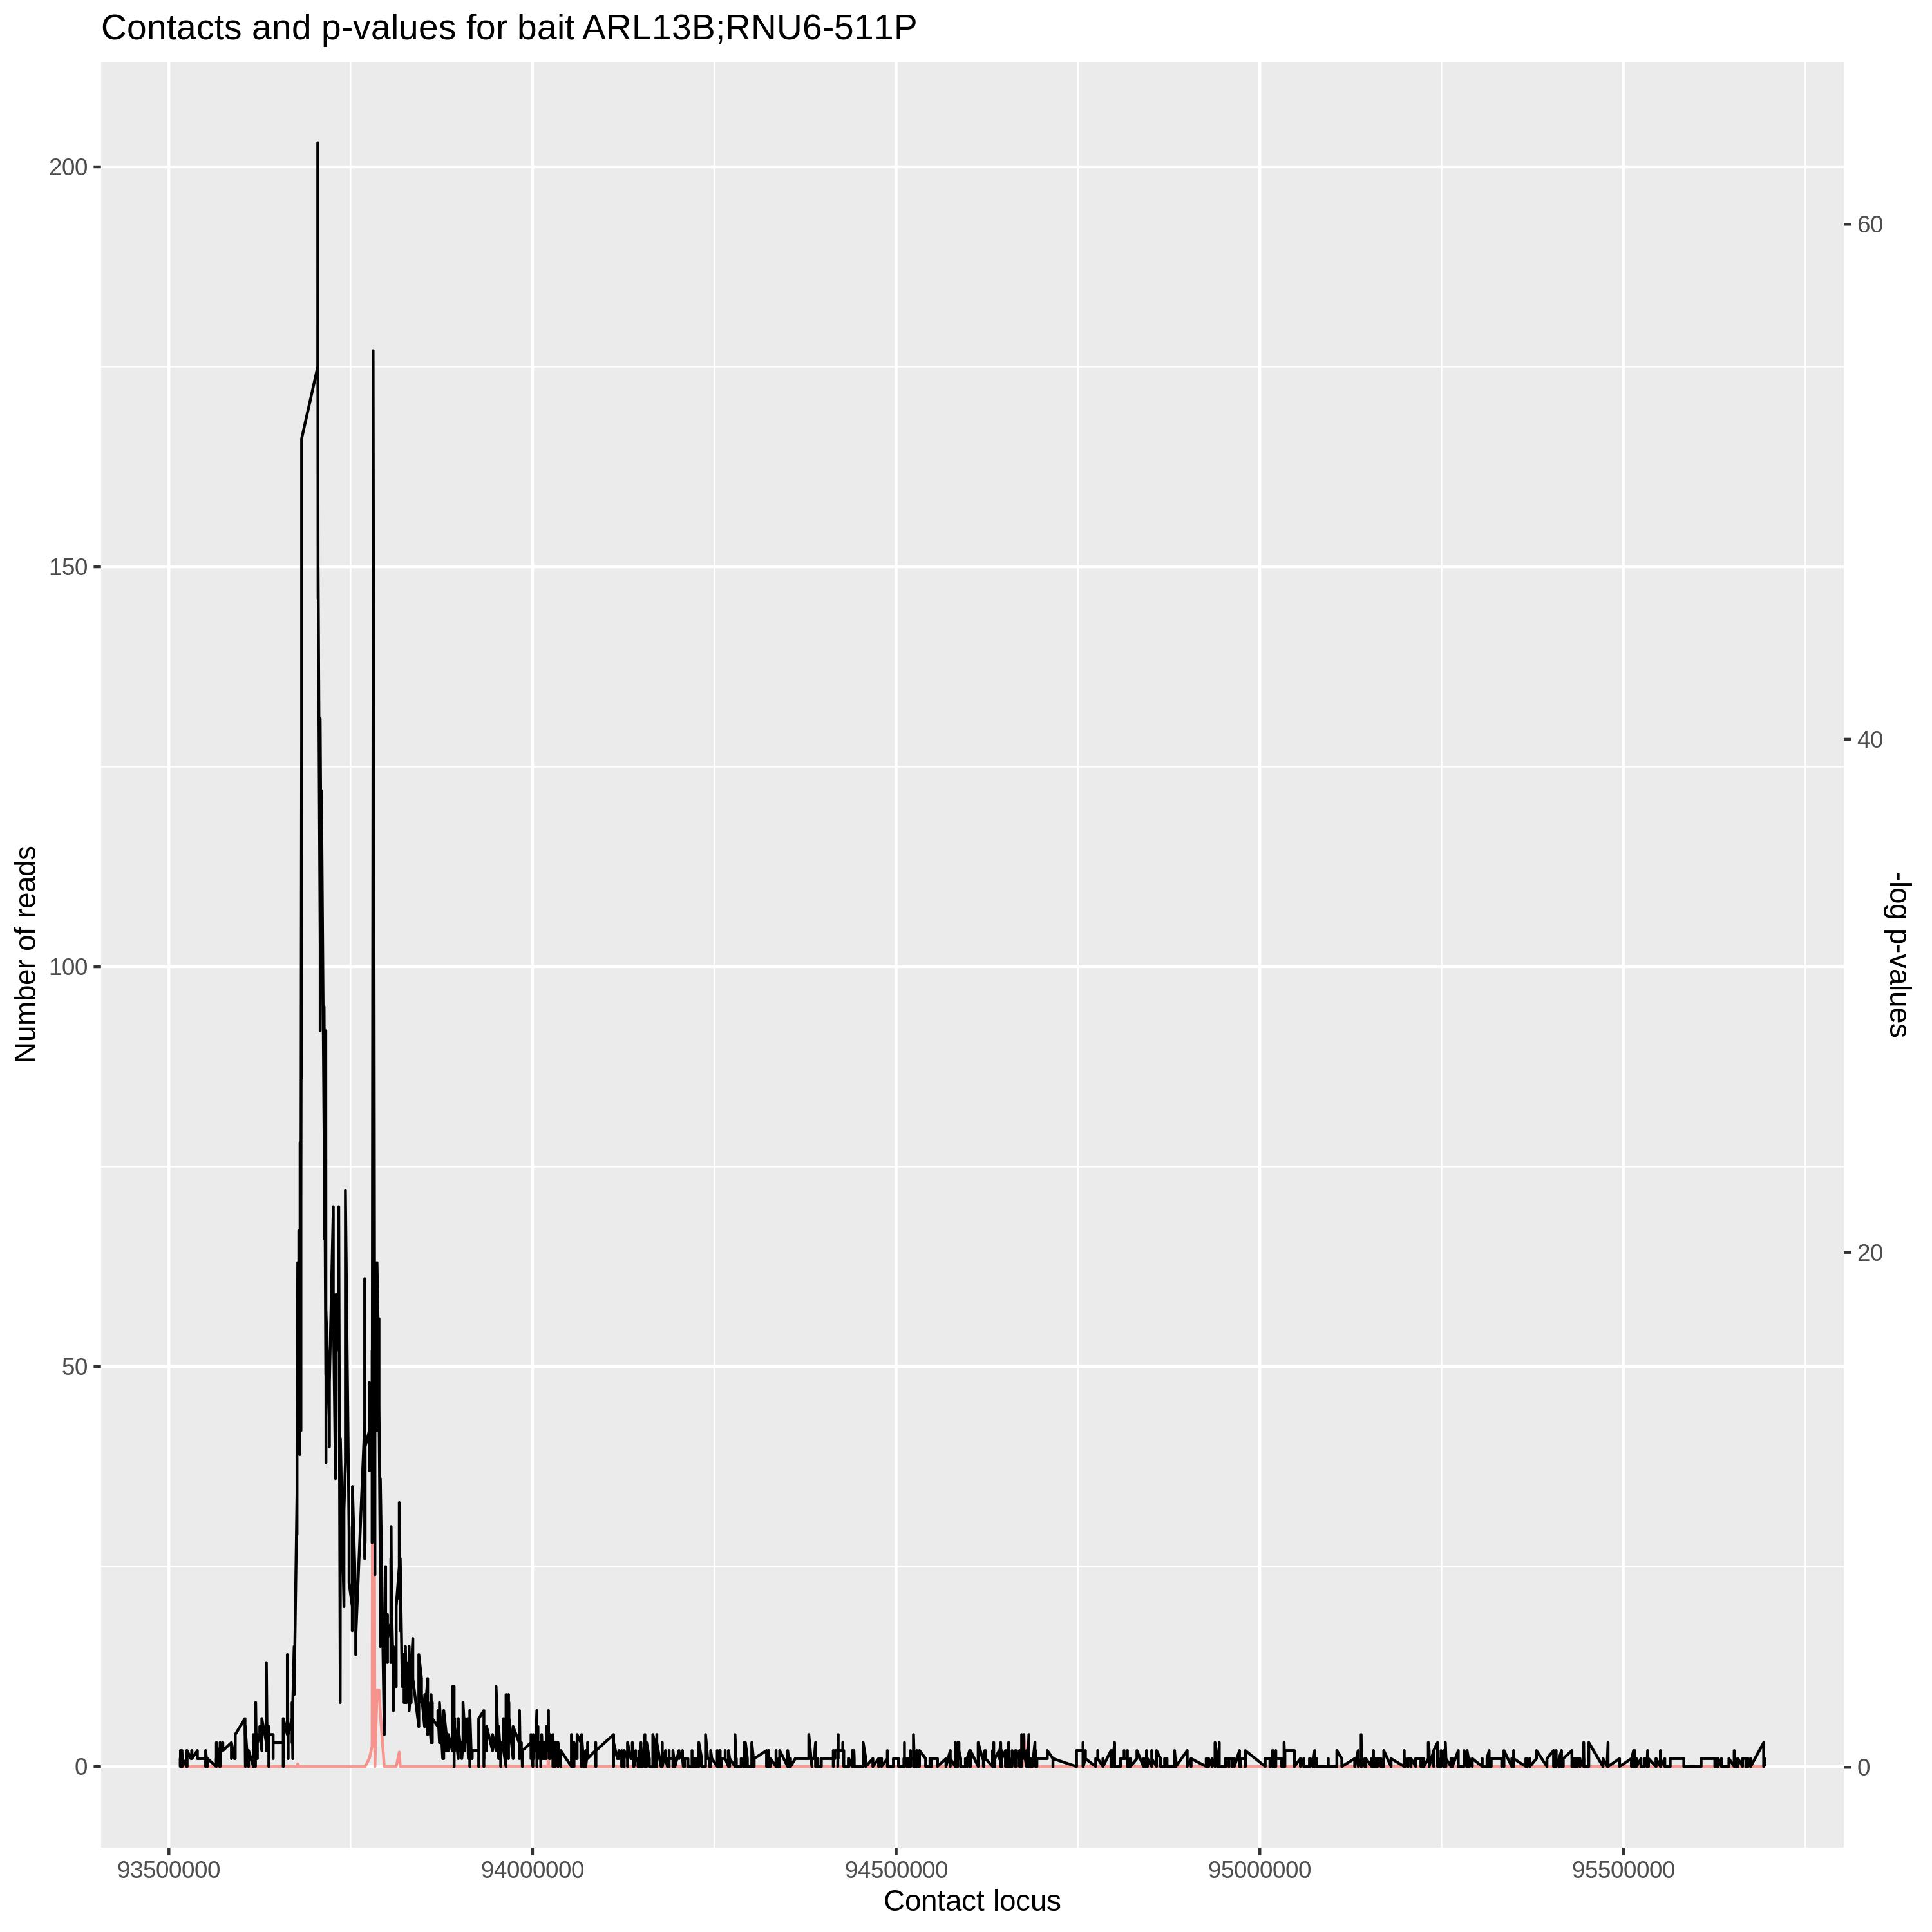 Contacts and p-values for bait ARL13B;RNU6-511P
200
150
100
50
0
Number of reads
60
40
20
0
-log p-values
93500000 94000000 94500000 95000000 95500000
Contact locus